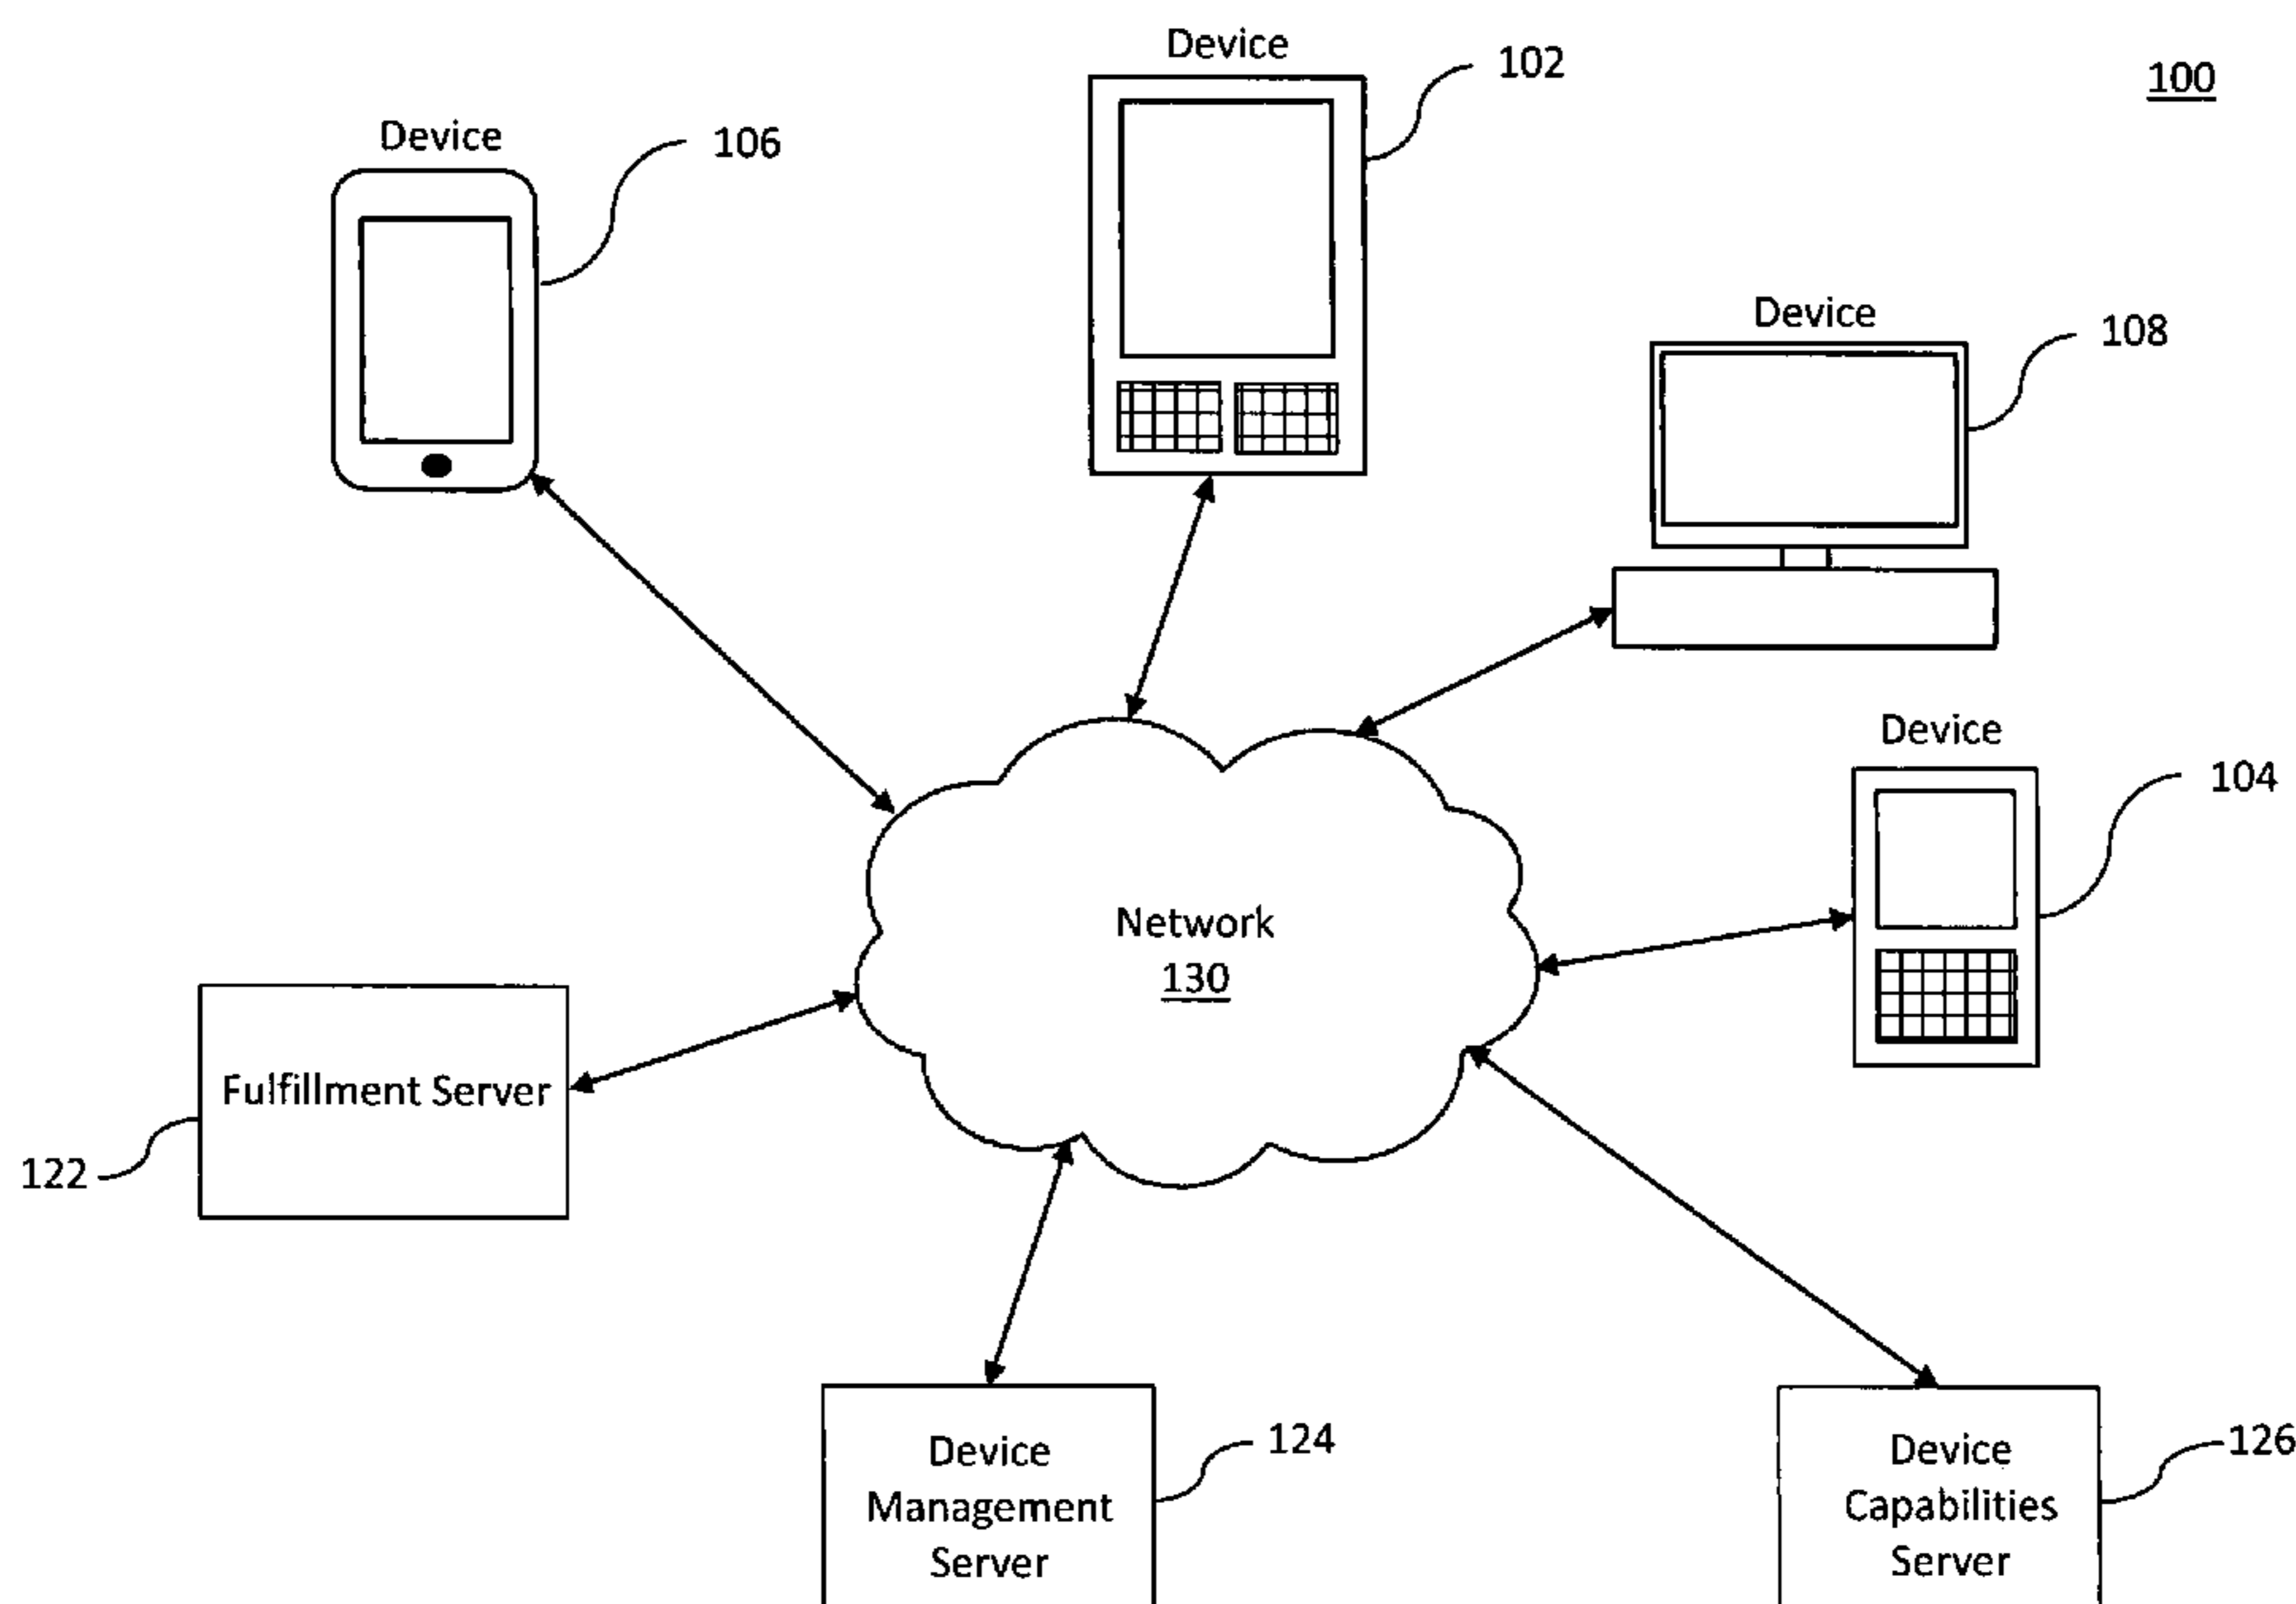 Device
102
100
Device
106
Device
108
Device
104
Network
130
Fulfillment Server
122
Device
Management
Server
124
Device
Capabilities
Server
126